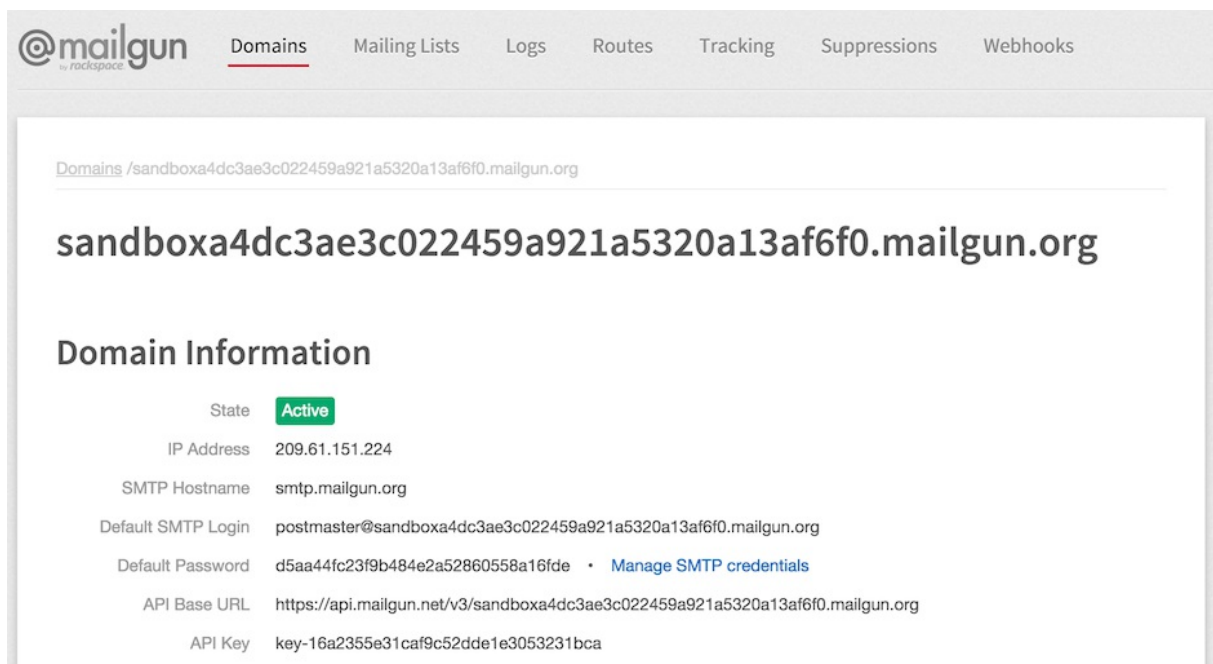 @mailgun Domains Mailing Lists Logs Routes Tracking Suppressions Webhooks
by rackspace
Domains /sandboxa4dc3ae3c022459a921a5320a13af6f0.mailgun.org
sandboxa4dc3ae3c022459a921a5320a13af6f0.mailgun.org
Domain Information
State Active
IP Address 209.61.151.224
SMTP Hostname smtp.mailgun.org
Default SMTP Login postmaster@sandboxa4dc3ae3c022459a921a5320a13af6f0.mailgun.org
Default Password d5aa44fc23f9b484e2a52860558a16fde • Manage SMTP credentials
API Base URL https://api.mailgun.net/v3/sandboxa4dc3ae3c022459a921a5320a13af6f0.mailgun.org
API Key key-16a2355e31caf9c52dde1e3053231bca